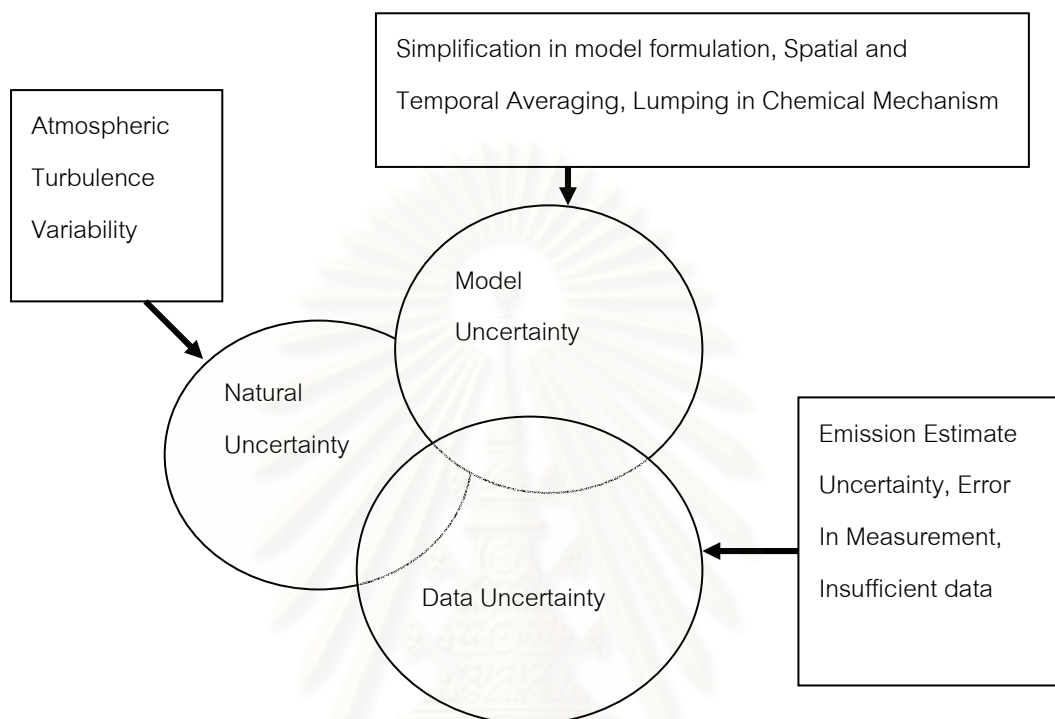 Simplification in model formulation, Spatial and
Temporal Averaging, Lumping in Chemical Mechanism
Atmospheric
Turbulence
Variability
Model
Uncertainty
Natural
Uncertainty
Emission Estimate
Uncertainty, Error
In Measurement,
Insufficient data
Data Uncertainty